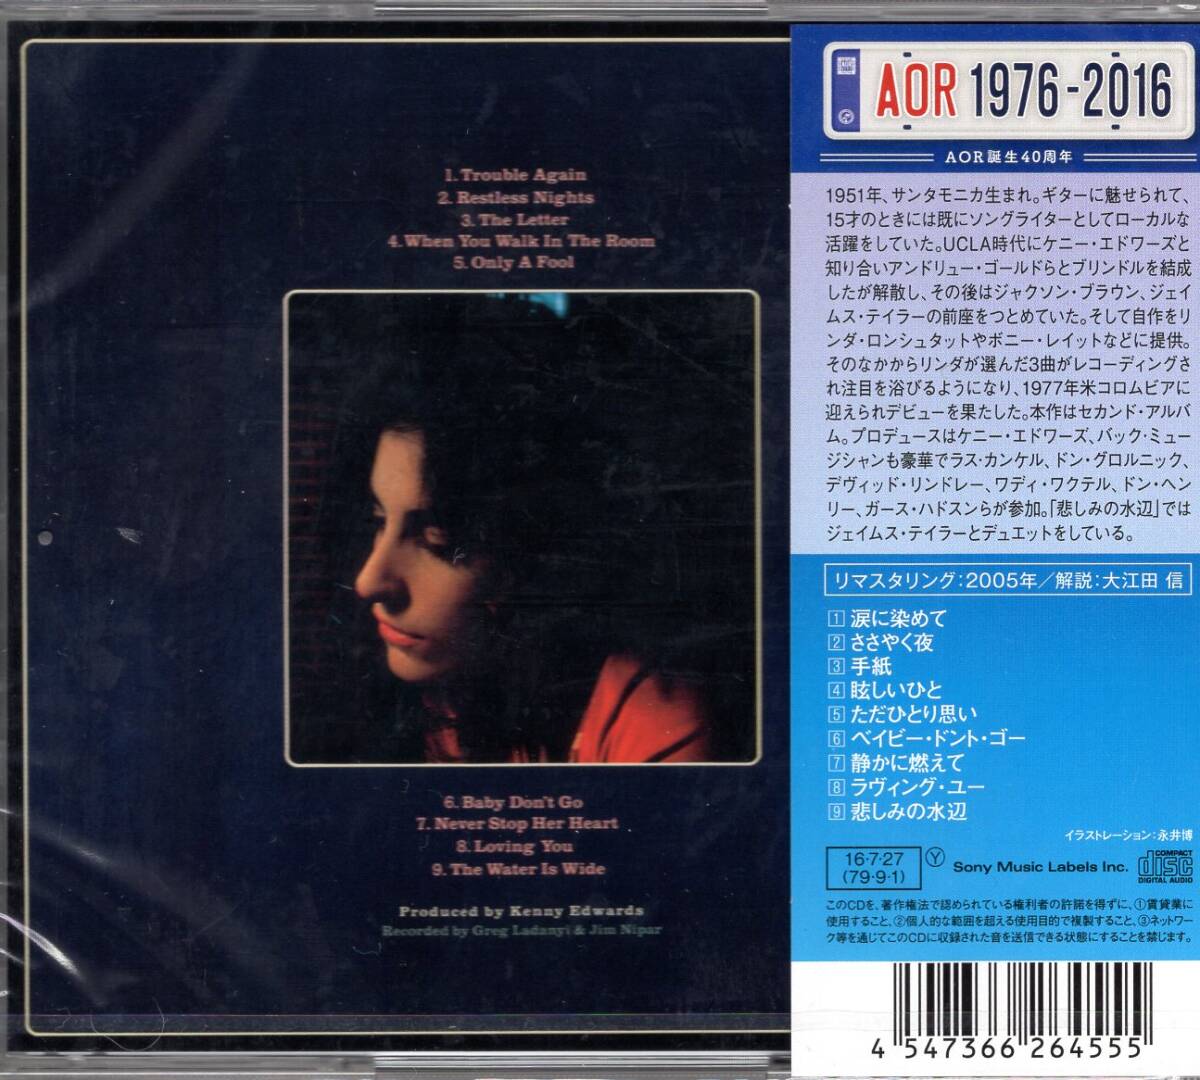 1. Trouble Again
2. Restless Nights
3. The Letter
4. When You Walk In The Room
5. Only A Fool
6. Baby Don't Go
7. Never Stop Her Heart
8. Loving You
9. The Water Is Wide
Produced by Kenny Edwards
Recorded by Greg Ladanyi & Jim Nipar
AOR 1976-2016
AOR誕生40周年
1951年、サンタモニカ生まれ。ギターに魅せられて、
15才のときには既にソングライターとしてローカルな
活躍をしていた。UCLA時代にケニー・エドワーズと
知り合いアンドリュー・ゴールドらとブリンドルを結成
したが解散し、その後はジャクソン・ブラウン、ジェイ
ムス・テイラーの前座をつとめていた。そして自作をリ
ンダ・ロンシュタットやボニー・レイットなどに提供。
そのなかからリンダが選んだ3曲がレコーディングさ
れ注目を浴びるようになり、1977年米コロムビアに
迎えられデビューを果たした。本作はセカンド・アルバ
ム。プロデュースはケニー・エドワーズ、バック・ミュー
ジシャンも豪華でラス・カンケル、ドン・グロルニック、
デヴィッド・リンドレー、ワディ・ワクテル、ドン・ヘン
リー、ガース・ハドスンらが参加。「悲しみの水辺」では
ジェイムス・テイラーとデュエットをしている。
リマスタリング:2005年/解説:大江田 信
1 涙に染めて
2 ささやく夜
3 手紙
4 眩しいひと
5 ただひとり思い
6 ベイビー・ドント・ゴー
7 静かに燃えて
8 ラヴィング・ユー
9 悲しみの水辺
イラストレーション:永井博
16・7・27
(79・9・1)
Ⓨ Sony Music Labels Inc.
COMPACT
disc
DIGITAL AUDIO
このCDを、著作権法で認められている権利者の許諾を得ずに、①賃貸業に
使用すること、②個人的な範囲を超える使用目的で複製すること、③ネットワー
ク等を通じてこのCDに収録された音を送信できる状態にすることを禁じます。
4 547366 264555